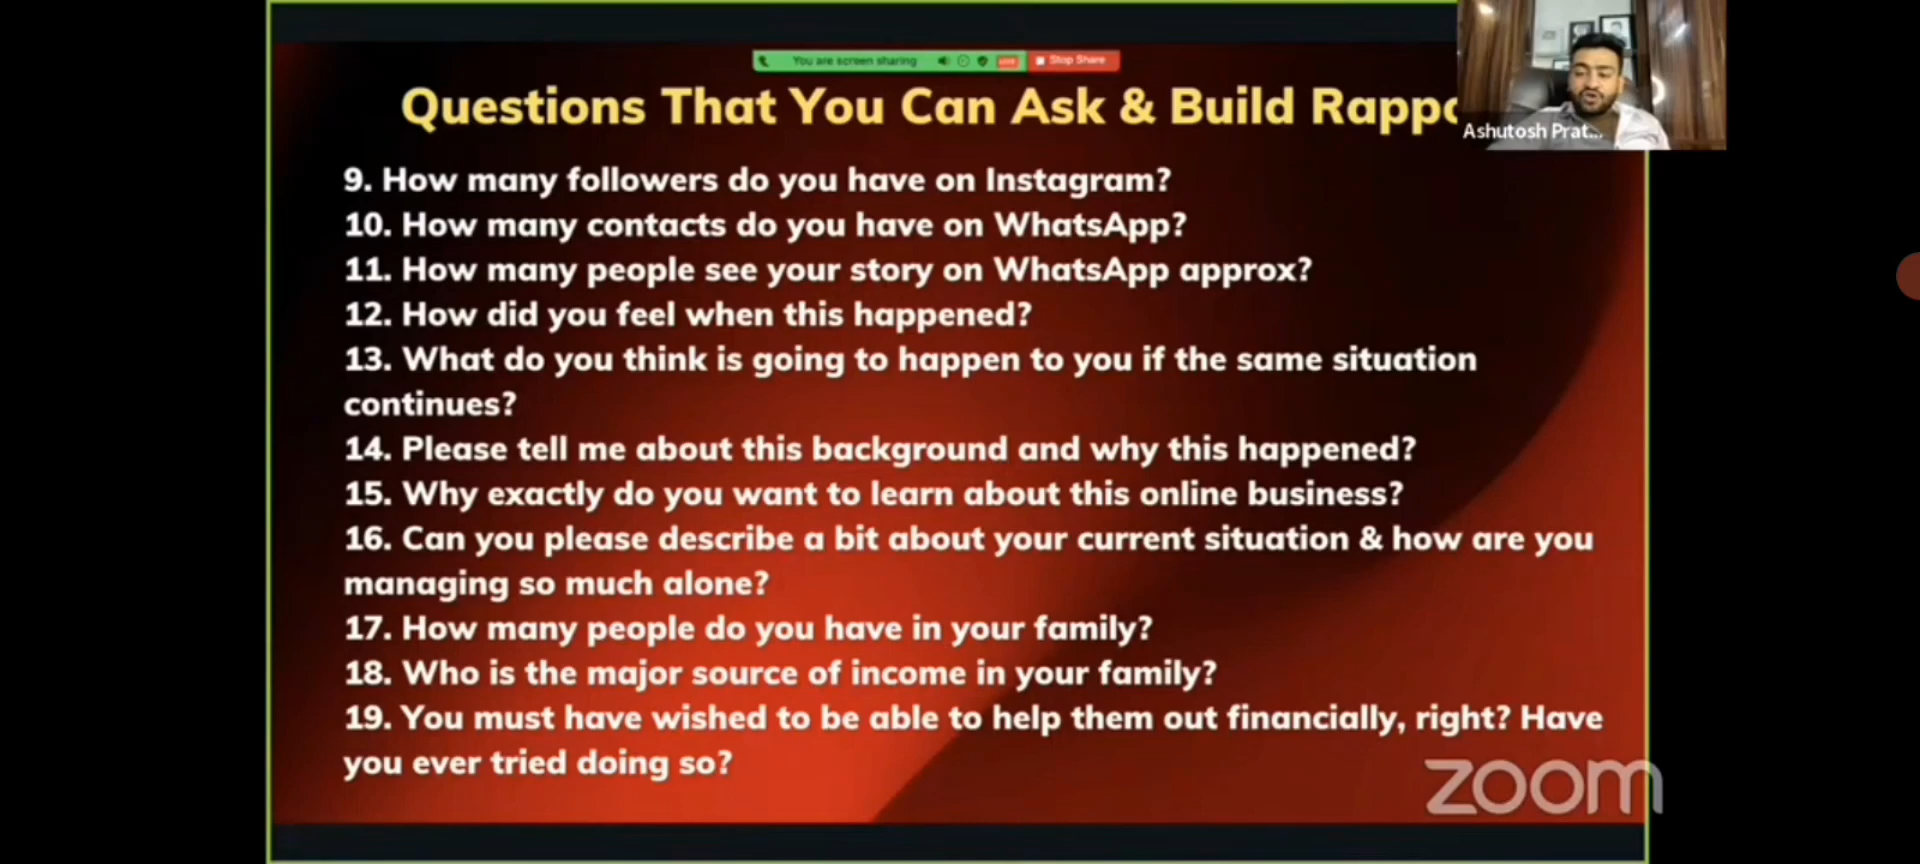 You are screen sharing LIVE Stop Share
Questions That You Can Ask & Build Rappo
Ashutosh Prat...
9. How many followers do you have on Instagram?
10. How many contacts do you have on WhatsApp?
11. How many people see your story on WhatsApp approx?
12. How did you feel when this happened?
13. What do you think is going to happen to you if the same situation
continues?
14. Please tell me about this background and why this happened?
15. Why exactly do you want to learn about this online business?
16. Can you please describe a bit about your current situation & how are you
managing so much alone?
17. How many people do you have in your family?
18. Who is the major source of income in your family?
19. You must have wished to be able to help them out financially, right? Have
you ever tried doing so?
zoom